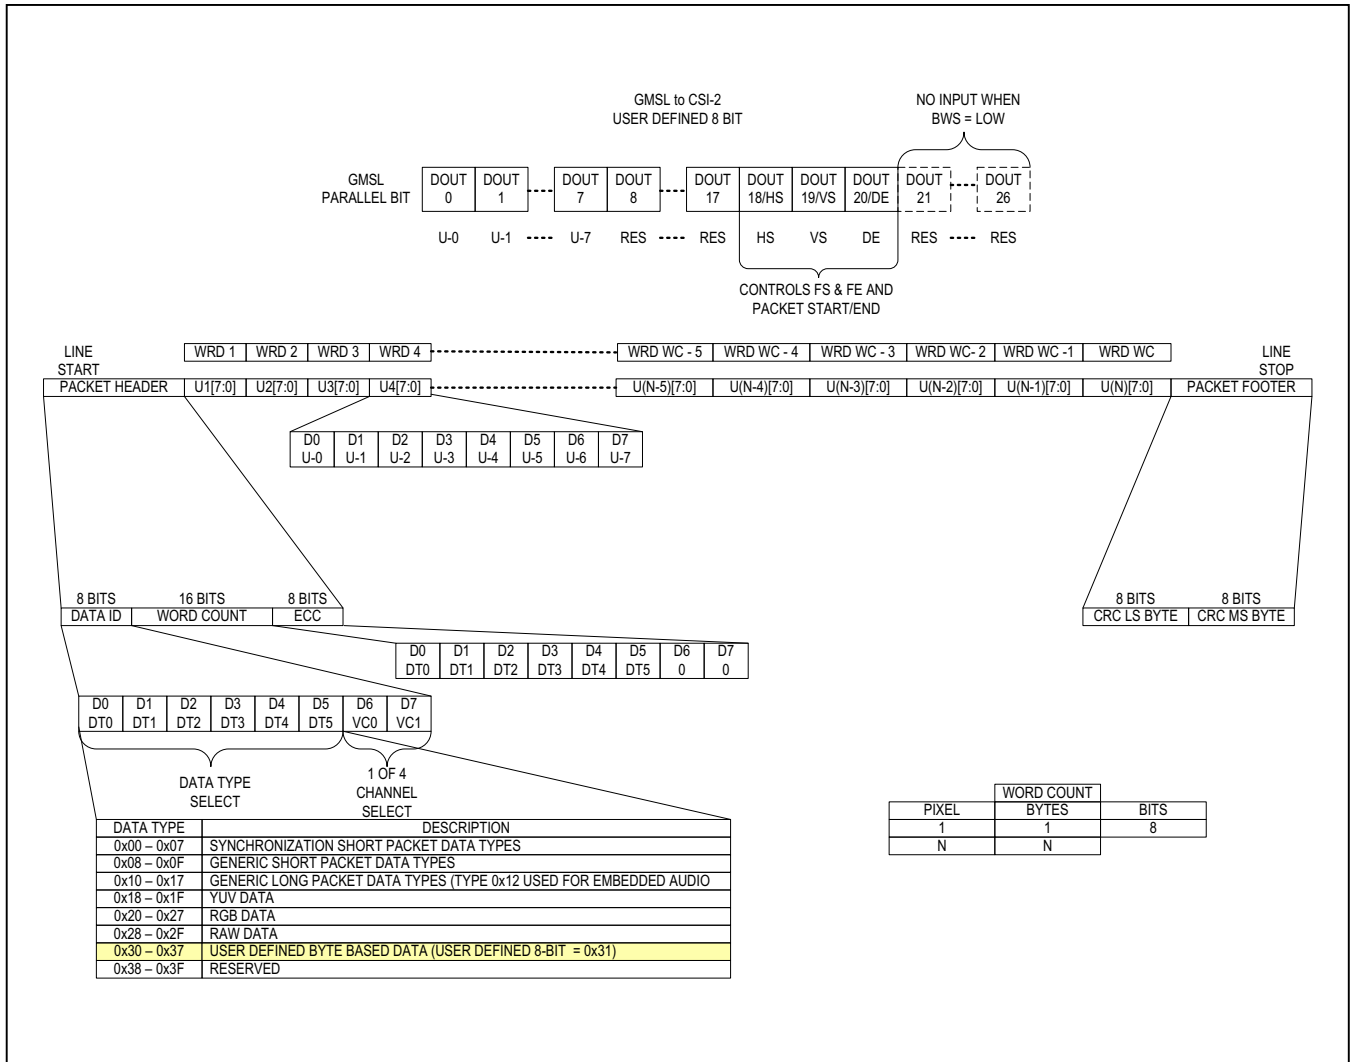 GMSL to CSI-2
USER DEFINED 8 BIT
NO INPUT WHEN
BWS = LOW
GMSL
PARALLEL BIT
DOUT 0 DOUT 1 DOUT 7 DOUT 8 DOUT 17 DOUT 18/HS DOUT 19/VS DOUT 20/DE DOUT 21 DOUT 26
U-0 U-1 U-7 RES RES HS VS DE RES RES
CONTROLS FS & FE AND
PACKET START/END
LINE
START
WRD 1 WRD 2 WRD 3 WRD 4 WRD WC - 5 WRD WC - 4 WRD WC - 3 WRD WC- 2 WRD WC -1 WRD WC
LINE
STOP
PACKET HEADER U1[7:0] U2[7:0] U3[7:0] U4[7:0] U(N-5)[7:0] U(N-4)[7:0] U(N-3)[7:0] U(N-2)[7:0] U(N-1)[7:0] U(N)[7:0] PACKET FOOTER
D0 D1 D2 D3 D4 D5 D6 D7
U-0 U-1 U-2 U-3 U-4 U-5 U-6 U-7
8 BITS 16 BITS 8 BITS
DATA ID WORD COUNT ECC
8 BITS 8 BITS
CRC LS BYTE CRC MS BYTE
D0 D1 D2 D3 D4 D5 D6 D7
DT0 DT1 DT2 DT3 DT4 DT5 0 0
D0 D1 D2 D3 D4 D5 D6 D7
DT0 DT1 DT2 DT3 DT4 DT5 VC0 VC1
DATA TYPE
SELECT
1 OF 4
CHANNEL
SELECT
DATA TYPE DESCRIPTION
0x00 – 0x07 SYNCHRONIZATION SHORT PACKET DATA TYPES
0x08 – 0x0F GENERIC SHORT PACKET DATA TYPES
0x10 – 0x17 GENERIC LONG PACKET DATA TYPES (TYPE 0x12 USED FOR EMBEDDED AUDIO
0x18 – 0x1F YUV DATA
0x20 – 0x27 RGB DATA
0x28 – 0x2F RAW DATA
0x30 – 0x37 USER DEFINED BYTE BASED DATA (USER DEFINED 8-BIT = 0x31)
0x38 – 0x3F RESERVED
WORD COUNT
PIXEL BYTES BITS
1 1 8
N N